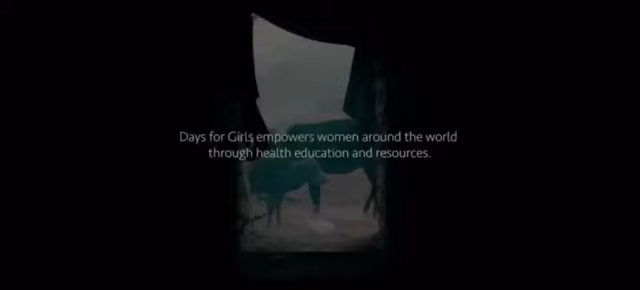 Days for Girls empowers women around the world
through health education and resources.